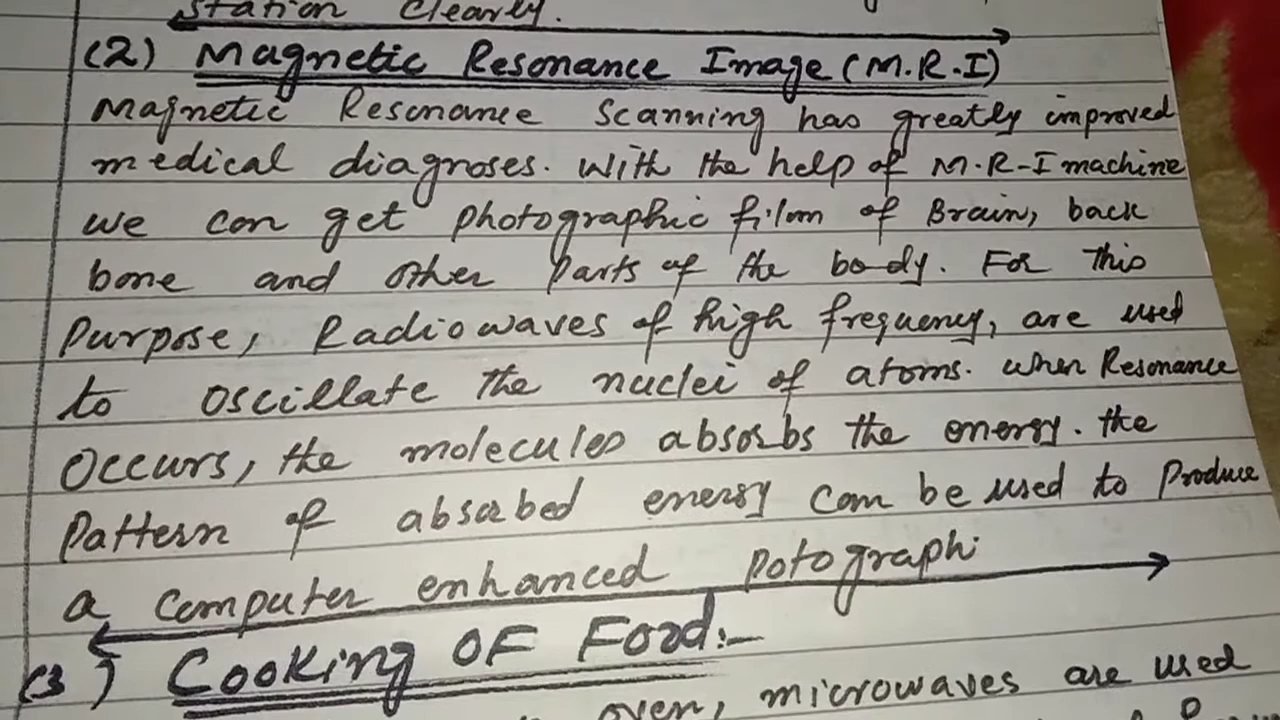 station clearly.
(2) Magnetic Resonance Image (M.R.I)
Magnetic Resonance Scanning has greatly improved
medical diagnoses. With the help of M.R-I machine
we can get photographic film of Brain, back
bone and other parts of the body. For this
Purpose, Radiowaves of high frequency, are used
to oscillate the nuclei of atoms. when Resonance
Occurs, the molecules absorbs the energy. the
Pattern of absorbed energy can be used to Produce
a computer enhanced potographi
(3) Cooking OF Food:-
oven, microwaves are used